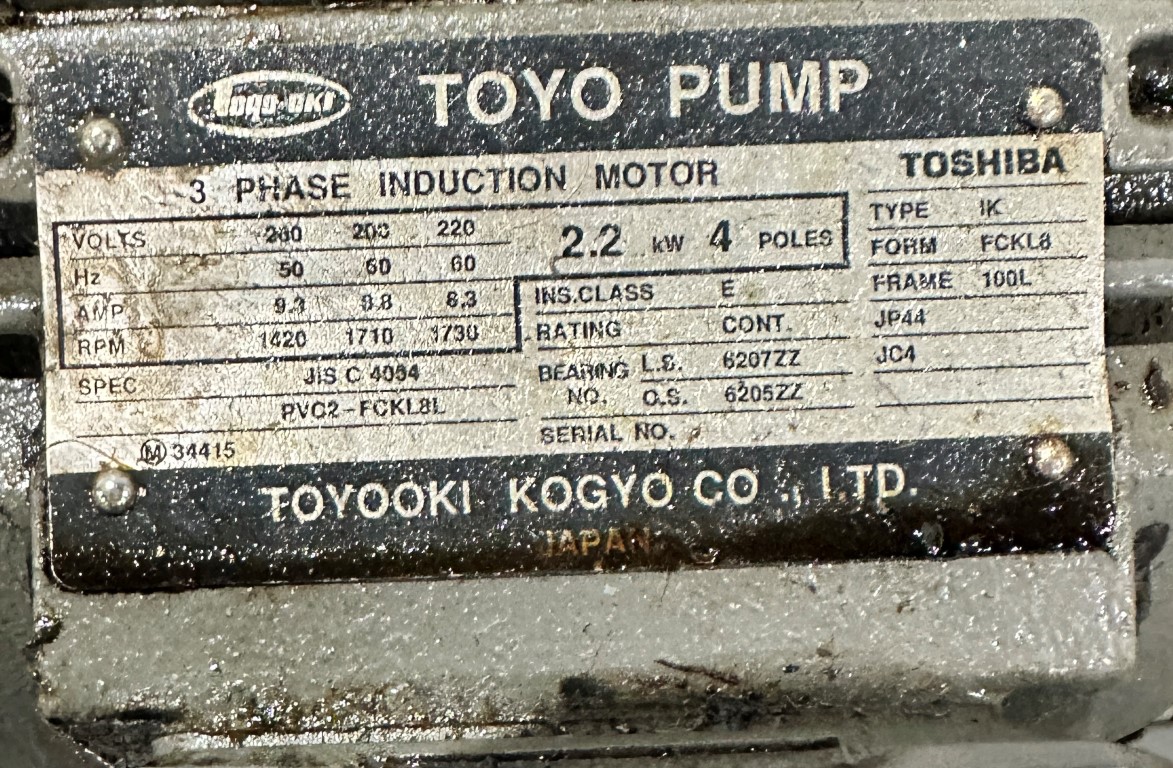 Toyo-OKI TOYO PUMP
3 PHASE INDUCTION MOTOR
VOLTS 200 200 220
Hz 50 60 60
AMP 9.3 8.8 8.3
RPM 1420 1710 1730
2.2 kW 4 POLES
SPEC JIS C 4004
PVC2-FCKL8L
Ⓜ 34415
INS.CLASS E
RATING CONT.
BEARING L.S. 6207ZZ
NO. O.S. 6205ZZ
SERIAL NO.
TOSHIBA
TYPE IK
FORM FCKL8
FRAME 100L
JP44
JC4
TOYOOKI KOGYO CO., LTD.
JAPAN